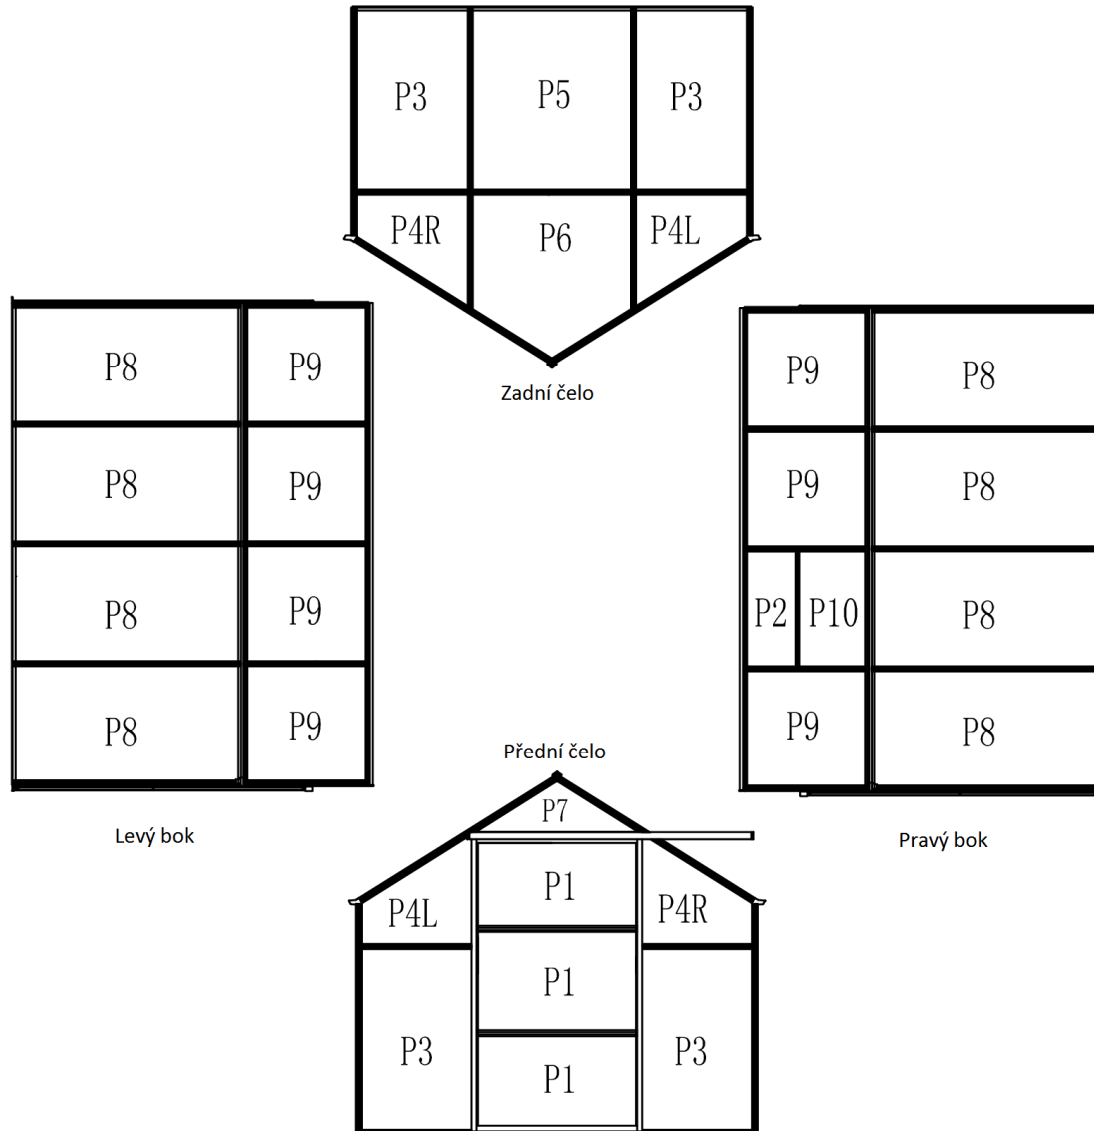 P3 P5 P3
P4R P6 P4L
Zadní čelo
P8 P9
P8 P9
P8 P9
P8 P9
Levý bok
P9 P8
P9 P8
P2 P10 P8
P9 P8
Pravý bok
Přední čelo
P7
P1
P4L P4R
P1
P3 P3
P1